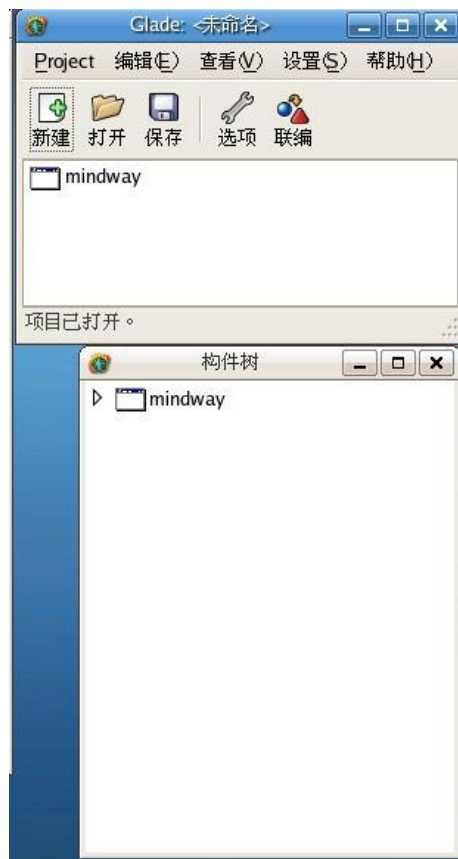 Glade: <未命名>
Project 编辑(E) 查看(V) 设置(S) 帮助(H)
新建 打开 保存 选项 联编
mindway
项目已打开。
构件树
mindway